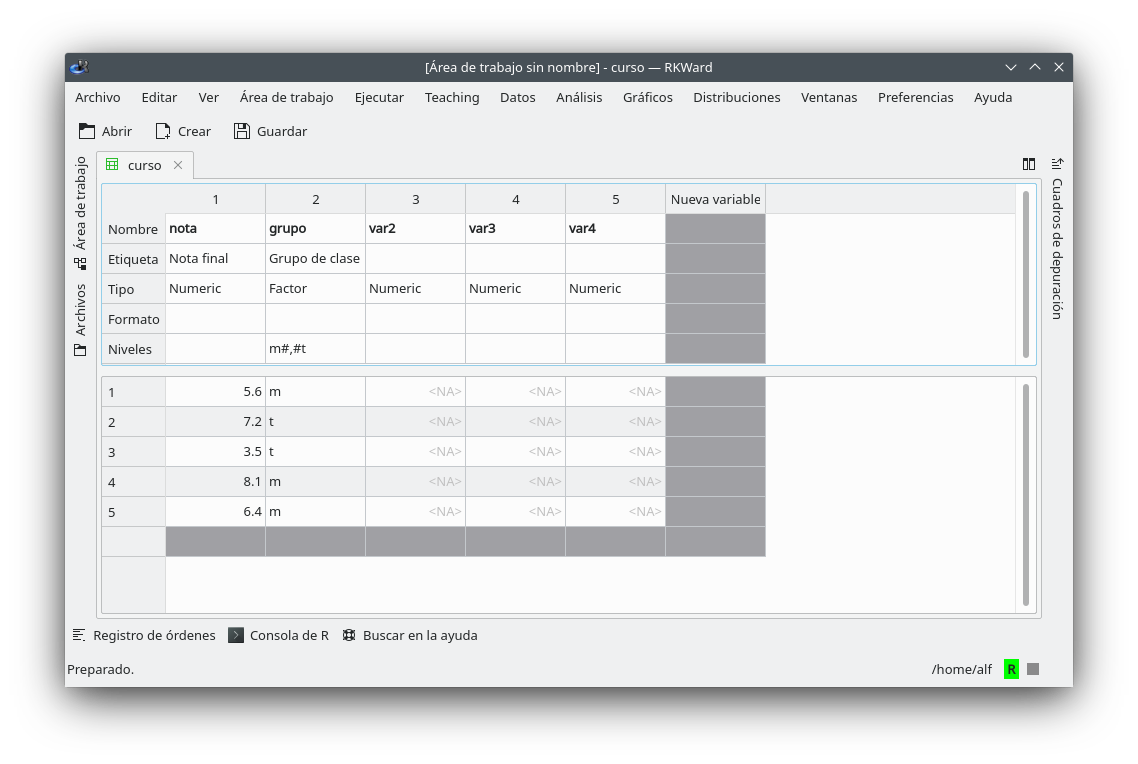 [Área de trabajo sin nombre] - curso — RKWard
Archivo Editar Ver Área de trabajo Ejecutar Teaching Datos Análisis Gráficos Distribuciones Ventanas Preferencias Ayuda
Abrir Crear Guardar
Área de trabajo
Archivos
curso
1 2 3 4 5 Nueva variable
Nombre nota grupo var2 var3 var4
Etiqueta Nota final Grupo de clase
Tipo Numeric Factor Numeric Numeric Numeric
Formato
Niveles m#,#t
1 5.6 m <NA> <NA> <NA>
2 7.2 t <NA> <NA> <NA>
3 3.5 t <NA> <NA> <NA>
4 8.1 m <NA> <NA> <NA>
5 6.4 m <NA> <NA> <NA>
Cuadros de depuración
Registro de órdenes Consola de R Buscar en la ayuda
Preparado. /home/alf R